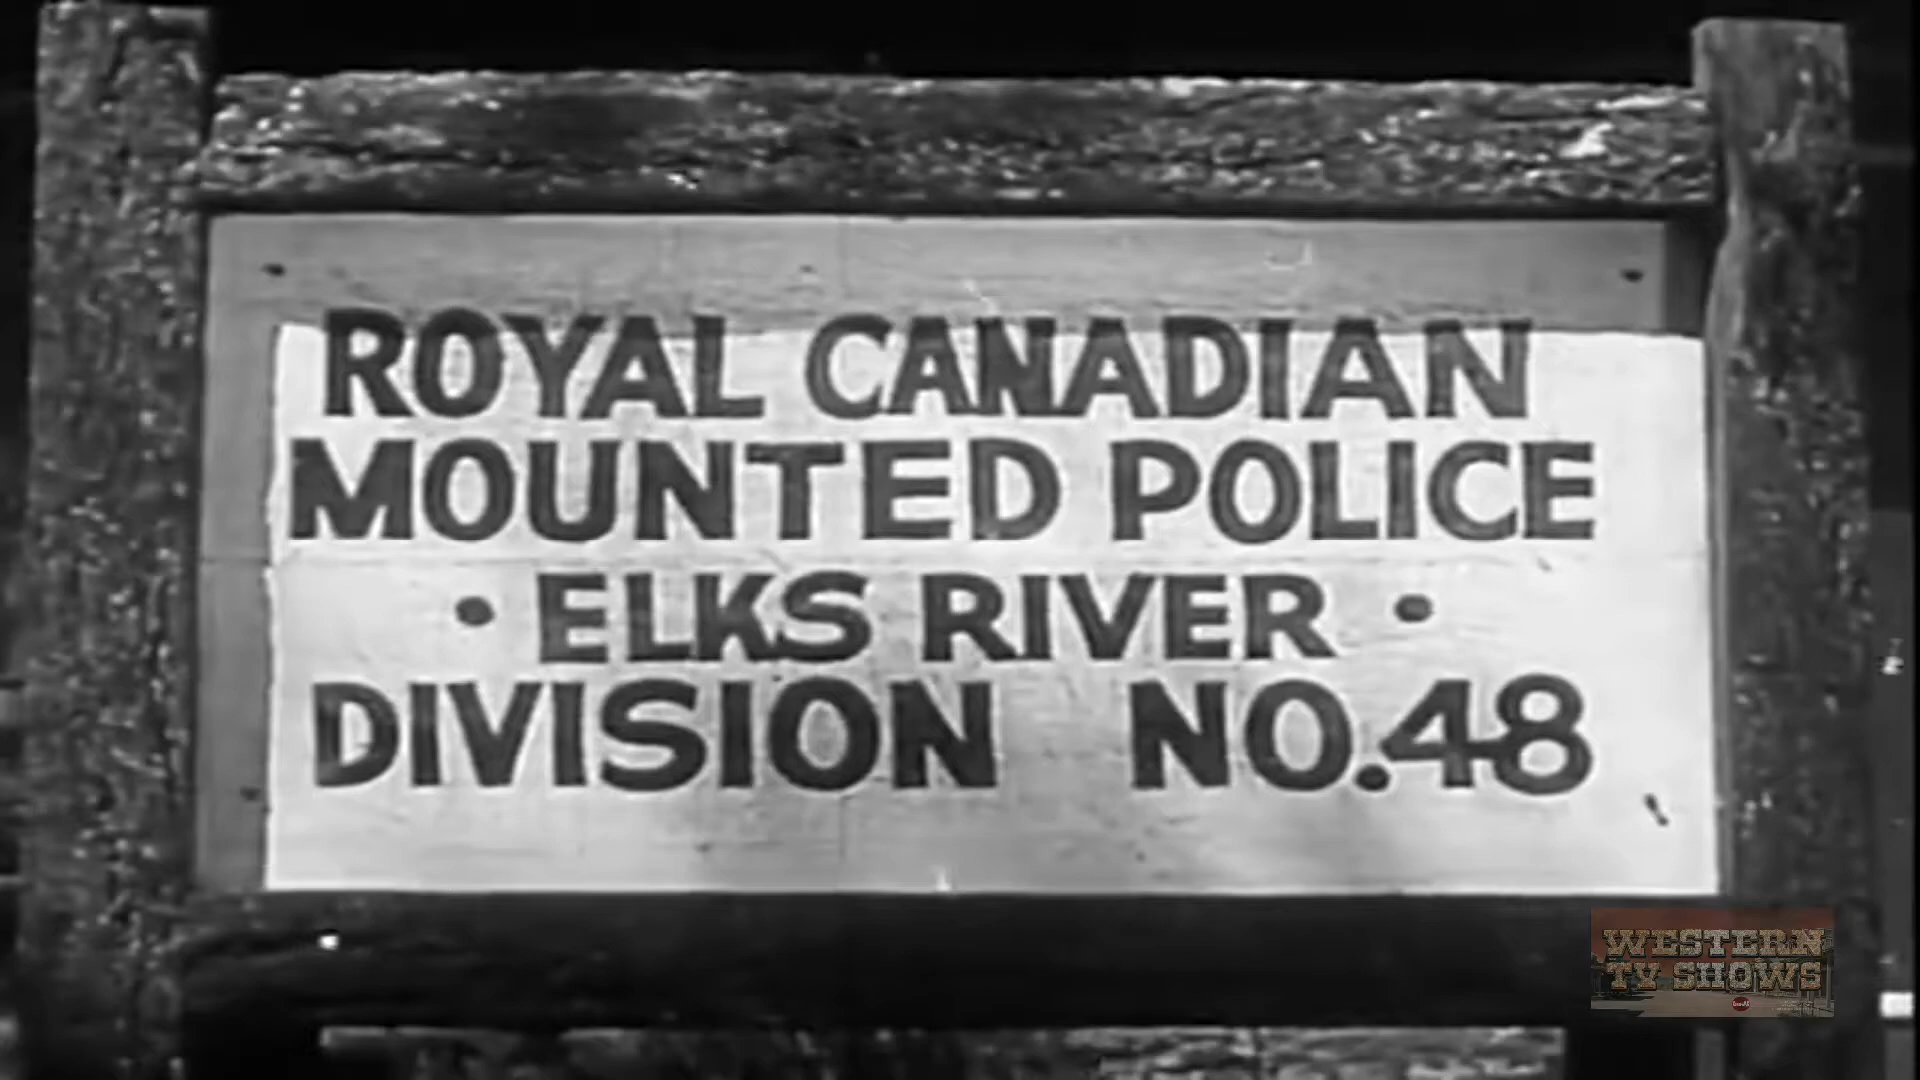 ROYAL CANADIAN
MOUNTED POLICE
• ELKS RIVER •
DIVISION NO.48
WESTERN
TV SHOWS